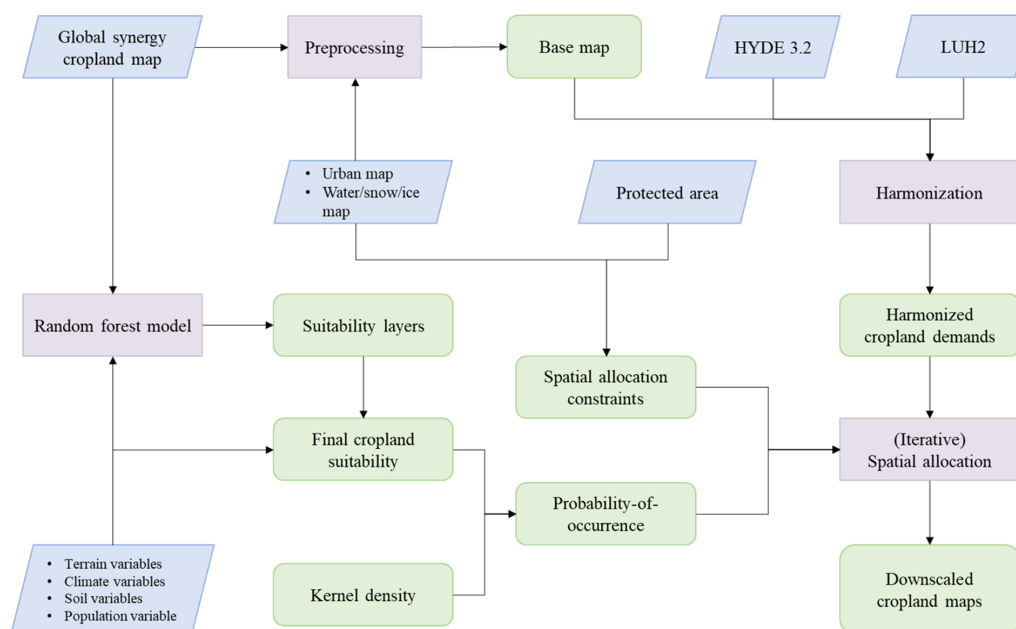 Global synergy
cropland map
Preprocessing
Base map
HYDE 3.2
LUH2
• Urban map
• Water/snow/ice
map
Protected area
Harmonization
Random forest model
Suitability layers
Harmonized
cropland demands
Spatial allocation
constraints
Final cropland
suitability
(Iterative)
Spatial allocation
Probability-of-
occurrence
• Terrain variables
• Climate variables
• Soil variables
• Population variable
Kernel density
Downscaled
cropland maps